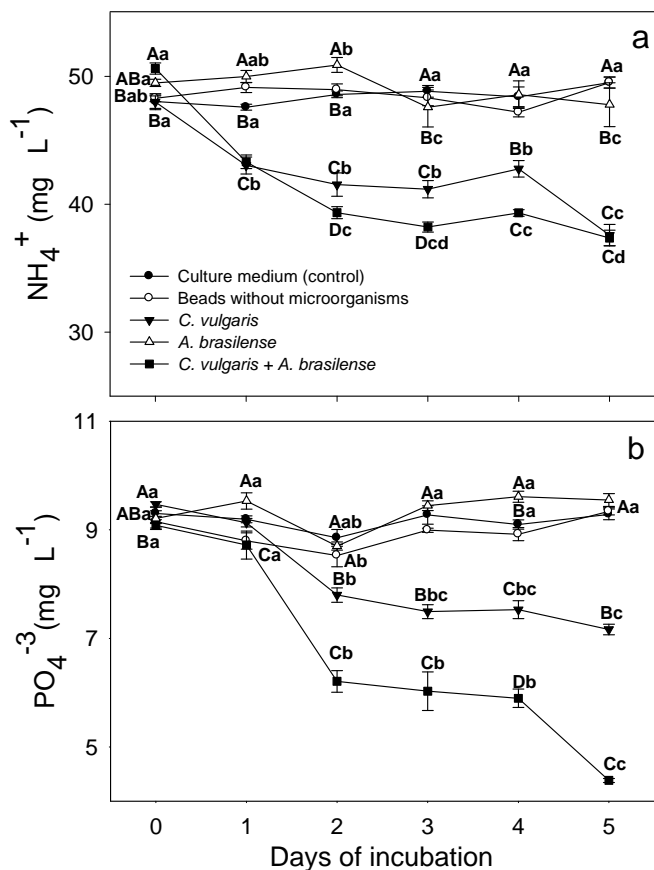 a
Aa
Aab
Ab
Aa
Aa
Aa
50
ABa
Bab
Ba
Ba
Ba
Bc
Bc
Cb
Cb
Cb
Bb
Cc
40
Dc
Dcd
Cc
Cd
30
NH4+ (mg L-1)
Culture medium (control)
Beads without microorganisms
C. vulgaris
A. brasilense
C. vulgaris + A. brasilense
11
b
Aa
Aa
Aa
Aa
Aab
Ba
Aa
ABa
9
Ba
Ca
Ab
Bb
Bbc
Cbc
Bc
7
Cb
Cb
Db
5
Cc
PO4-3(mg L-1)
0 1 2 3 4 5
Days of incubation